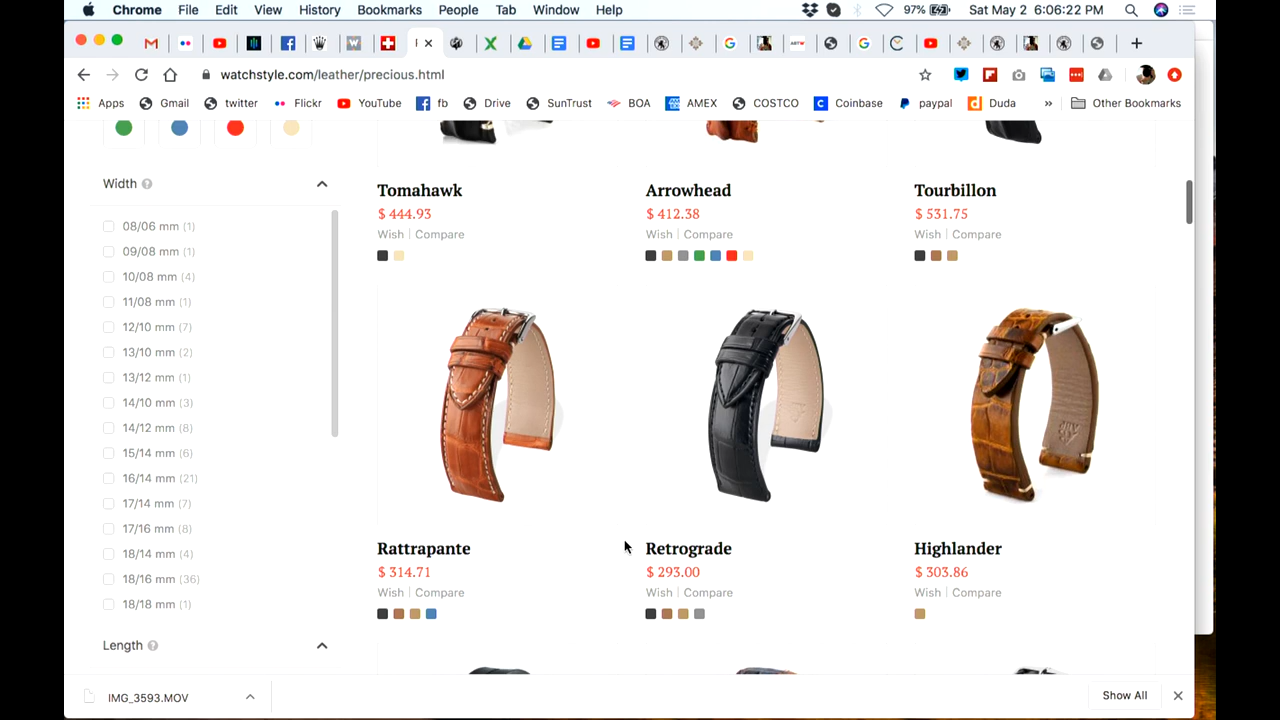 Chrome File Edit View History Bookmarks People Tab Window Help 97% Sat May 2 6:06:22 PM
watchstyle.com/leather/precious.html
Apps Gmail twitter Flickr YouTube fb Drive SunTrust BOA AMEX COSTCO Coinbase paypal Duda » Other Bookmarks
Width
08/06 mm (1)
09/08 mm (1)
10/08 mm (4)
11/08 mm (1)
12/10 mm (7)
13/10 mm (2)
13/12 mm (1)
14/10 mm (3)
14/12 mm (8)
15/14 mm (6)
16/14 mm (21)
17/14 mm (7)
17/16 mm (8)
18/14 mm (4)
18/16 mm (36)
18/18 mm (1)
Length
Tomahawk
$ 444.93
Wish | Compare
Arrowhead
$ 412.38
Wish | Compare
Tourbillon
$ 531.75
Wish | Compare
Rattrapante
$ 314.71
Wish | Compare
Retrograde
$ 293.00
Wish | Compare
Highlander
$ 303.86
Wish | Compare
IMG_3593.MOV
Show All